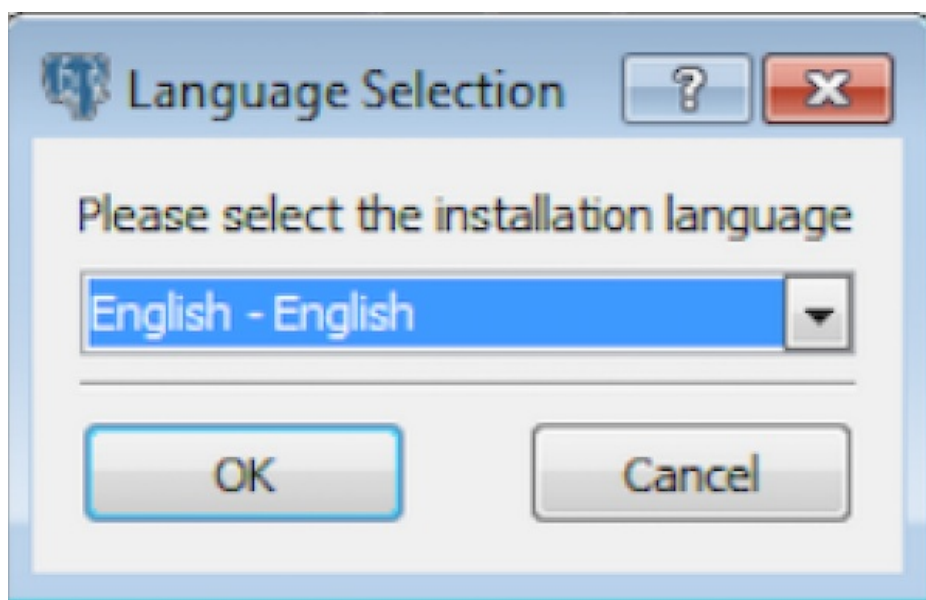 Language Selection
Please select the installation language
English - English
OK
Cancel